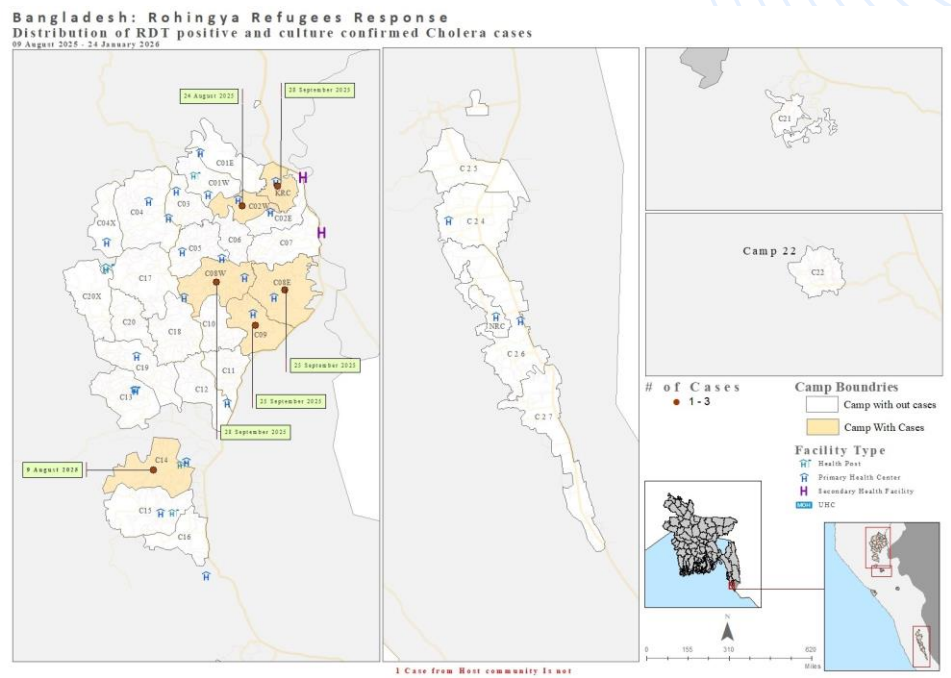 Bangladesh: Rohingya Refugees Response
Distribution of RDT positive and culture confirmed Cholera cases
09 August 2025 - 24 January 2026
24 August 2025
28 September 2025
C01E
C01W
KRC
C04
C03
C02W
C02E
C04X
C05
C06
C07
C17
C08W
C08E
C20X
C20
C18
C10
C09
C19
C11
C12
C13
25 September 2025
25 September 2025
28 September 2025
C14
C15
C16
C25
C24
NRC
C26
C27
C21
Camp 22
C22
# of Cases
1 - 3
Camp Boundries
Camp with out cases
Camp With Cases
Facility Type
Health Post
Primary Health Center
Secondary Health Facility
UHC
N
0 155 310 620
Miles
1 Case from Host community Is not